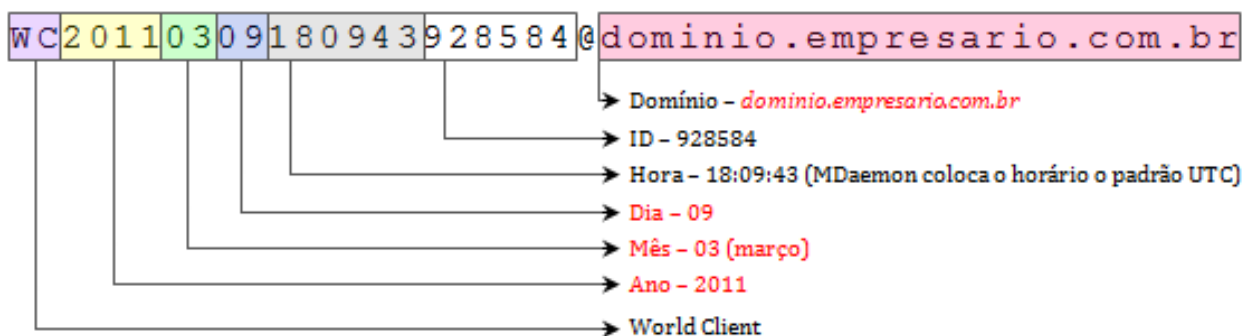 WC20110309180943928584@dominio.empresario.com.br
Domínio – dominio.empresario.com.br
ID – 928584
Hora – 18:09:43 (MDaemon coloca o horário o padrão UTC)
Dia – 09
Mês – 03 (março)
Ano – 2011
World Client